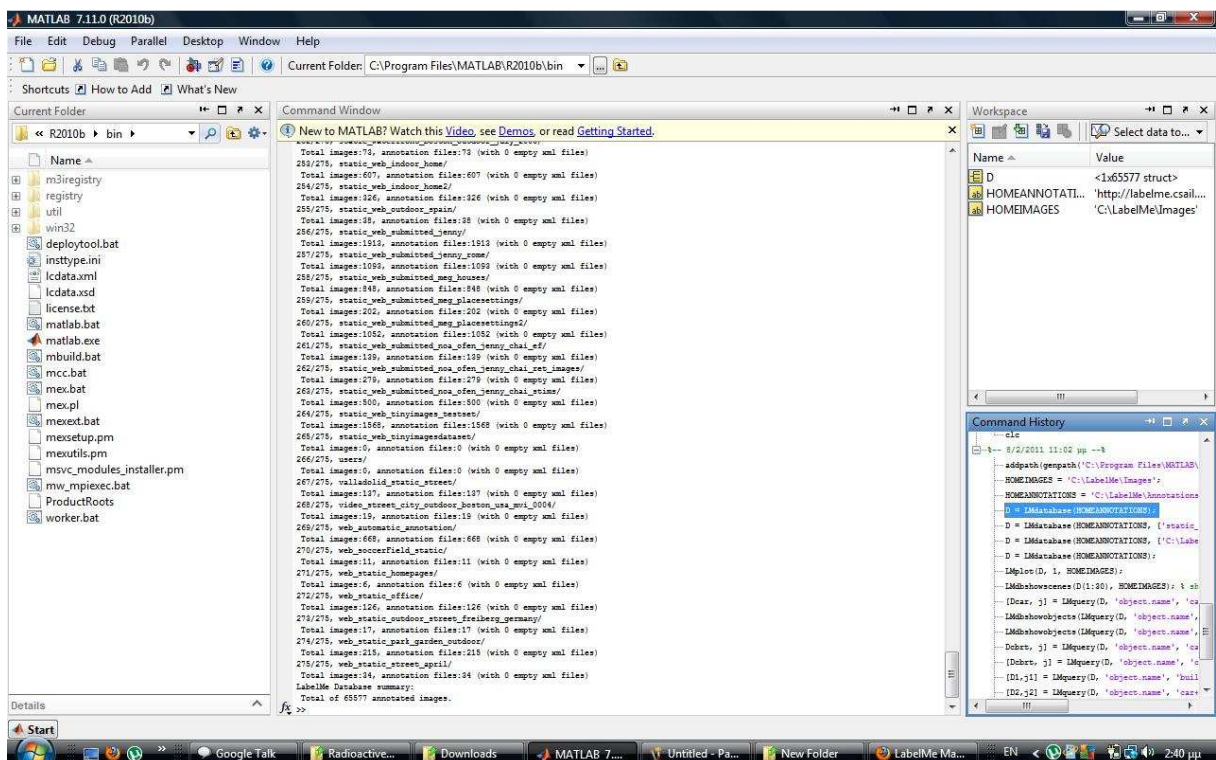 MATLAB 7.11.0 (R2010b)
File Edit Debug Parallel Desktop Window Help
Current Folder: C:\Program Files\MATLAB\R2010b\bin
Shortcuts How to Add What's New
Current Folder
« R2010b bin
Name
m3iregistry
registry
util
win32
deploytool.bat
insttype.ini
lcdata.xml
lcdata.xsd
license.txt
matlab.bat
matlab.exe
mbuild.bat
mcc.bat
mex.bat
mex.pl
mexext.bat
mexsetup.pm
mexutils.pm
msvc_modules_installer.pm
mw_mpiexec.bat
ProductRoots
worker.bat
Details
Command Window
New to MATLAB? Watch this Video, see Demos, or read Getting Started.
Total images:73, annotation files:73 (with 0 empty xml files)
253/275, static_web_indoor_home/
Total images:607, annotation files:607 (with 0 empty xml files)
254/275, static_web_indoor_home2/
Total images:326, annotation files:326 (with 0 empty xml files)
255/275, static_web_outdoor_spain/
Total images:38, annotation files:38 (with 0 empty xml files)
256/275, static_web_submitted_jenny/
Total images:1913, annotation files:1913 (with 0 empty xml files)
257/275, static_web_submitted_jenny_rome/
Total images:1093, annotation files:1093 (with 0 empty xml files)
258/275, static_web_submitted_meg_houses/
Total images:848, annotation files:848 (with 0 empty xml files)
259/275, static_web_submitted_meg_placesettings/
Total images:202, annotation files:202 (with 0 empty xml files)
260/275, static_web_submitted_meg_placesettings2/
Total images:1052, annotation files:1052 (with 0 empty xml files)
261/275, static_web_submitted_noa_ofen_jenny_chai_ef/
Total images:139, annotation files:139 (with 0 empty xml files)
262/275, static_web_submitted_noa_ofen_jenny_chai_ret_images/
Total images:279, annotation files:279 (with 0 empty xml files)
263/275, static_web_submitted_noa_ofen_jenny_chai_stims/
Total images:500, annotation files:500 (with 0 empty xml files)
264/275, static_web_tinyimages_testset/
Total images:1568, annotation files:1568 (with 0 empty xml files)
265/275, static_web_tinyimagesdataset/
Total images:0, annotation files:0 (with 0 empty xml files)
266/275, users/
Total images:0, annotation files:0 (with 0 empty xml files)
267/275, valladolid_static_street/
Total images:137, annotation files:137 (with 0 empty xml files)
268/275, video_street_city_outdoor_boston_usa_mvi_0004/
Total images:19, annotation files:19 (with 0 empty xml files)
269/275, web_automatic_annotation/
Total images:668, annotation files:668 (with 0 empty xml files)
270/275, web_soccerField_static/
Total images:11, annotation files:11 (with 0 empty xml files)
271/275, web_static_homepages/
Total images:6, annotation files:6 (with 0 empty xml files)
272/275, web_static_office/
Total images:126, annotation files:126 (with 0 empty xml files)
273/275, web_static_outdoor_street_freiberg_germany/
Total images:17, annotation files:17 (with 0 empty xml files)
274/275, web_static_park_garden_outdoor/
Total images:215, annotation files:215 (with 0 empty xml files)
275/275, web_static_street_april/
Total images:34, annotation files:34 (with 0 empty xml files)
LabelMe Database summary:
Total of 65577 annotated images.
fx >>
Workspace
Select data to...
Name Value
D <1x65577 struct>
HOMEANNOTATI... 'http://labelme.csail....
HOMEIMAGES 'C:\LabelMe\Images'
Command History
clc
%-- 8/2/2011 11:02 μμ --%
addpath(genpath('C:\Program Files\MATLAB\
HOMEIMAGES = 'C:\LabelMe\Images';
HOMEANNOTATIONS = 'C:\LabelMe\Annotations
D = LMdatabase(HOMEANNOTATIONS);
D = LMdatabase(HOMEANNOTATIONS, {'static_
D = LMdatabase(HOMEANNOTATIONS, {'C:\Labe
D = LMdatabase(HOMEANNOTATIONS);
LMplot(D, 1, HOMEIMAGES);
LMdbshowscenes(D(1:30), HOMEIMAGES); % sh
[Dcar, j] = LMquery(D, 'object.name', 'ca
LMdbshowobjects(LMquery(D, 'object.name',
LMdbshowobjects(LMquery(D, 'object.name',
Dcbrt, j] = LMquery(D, 'object.name', 'ca
[Dcbrt, j] = LMquery(D, 'object.name', 'c
[D1,j1] = LMquery(D, 'object.name', 'buil
[D2,j2] = LMquery(D, 'object.name', 'car+
Start
Google Talk Radioactive... Downloads MATLAB 7.... Untitled - Pa... New Folder LabelMe Ma... EN 2:40 μμ